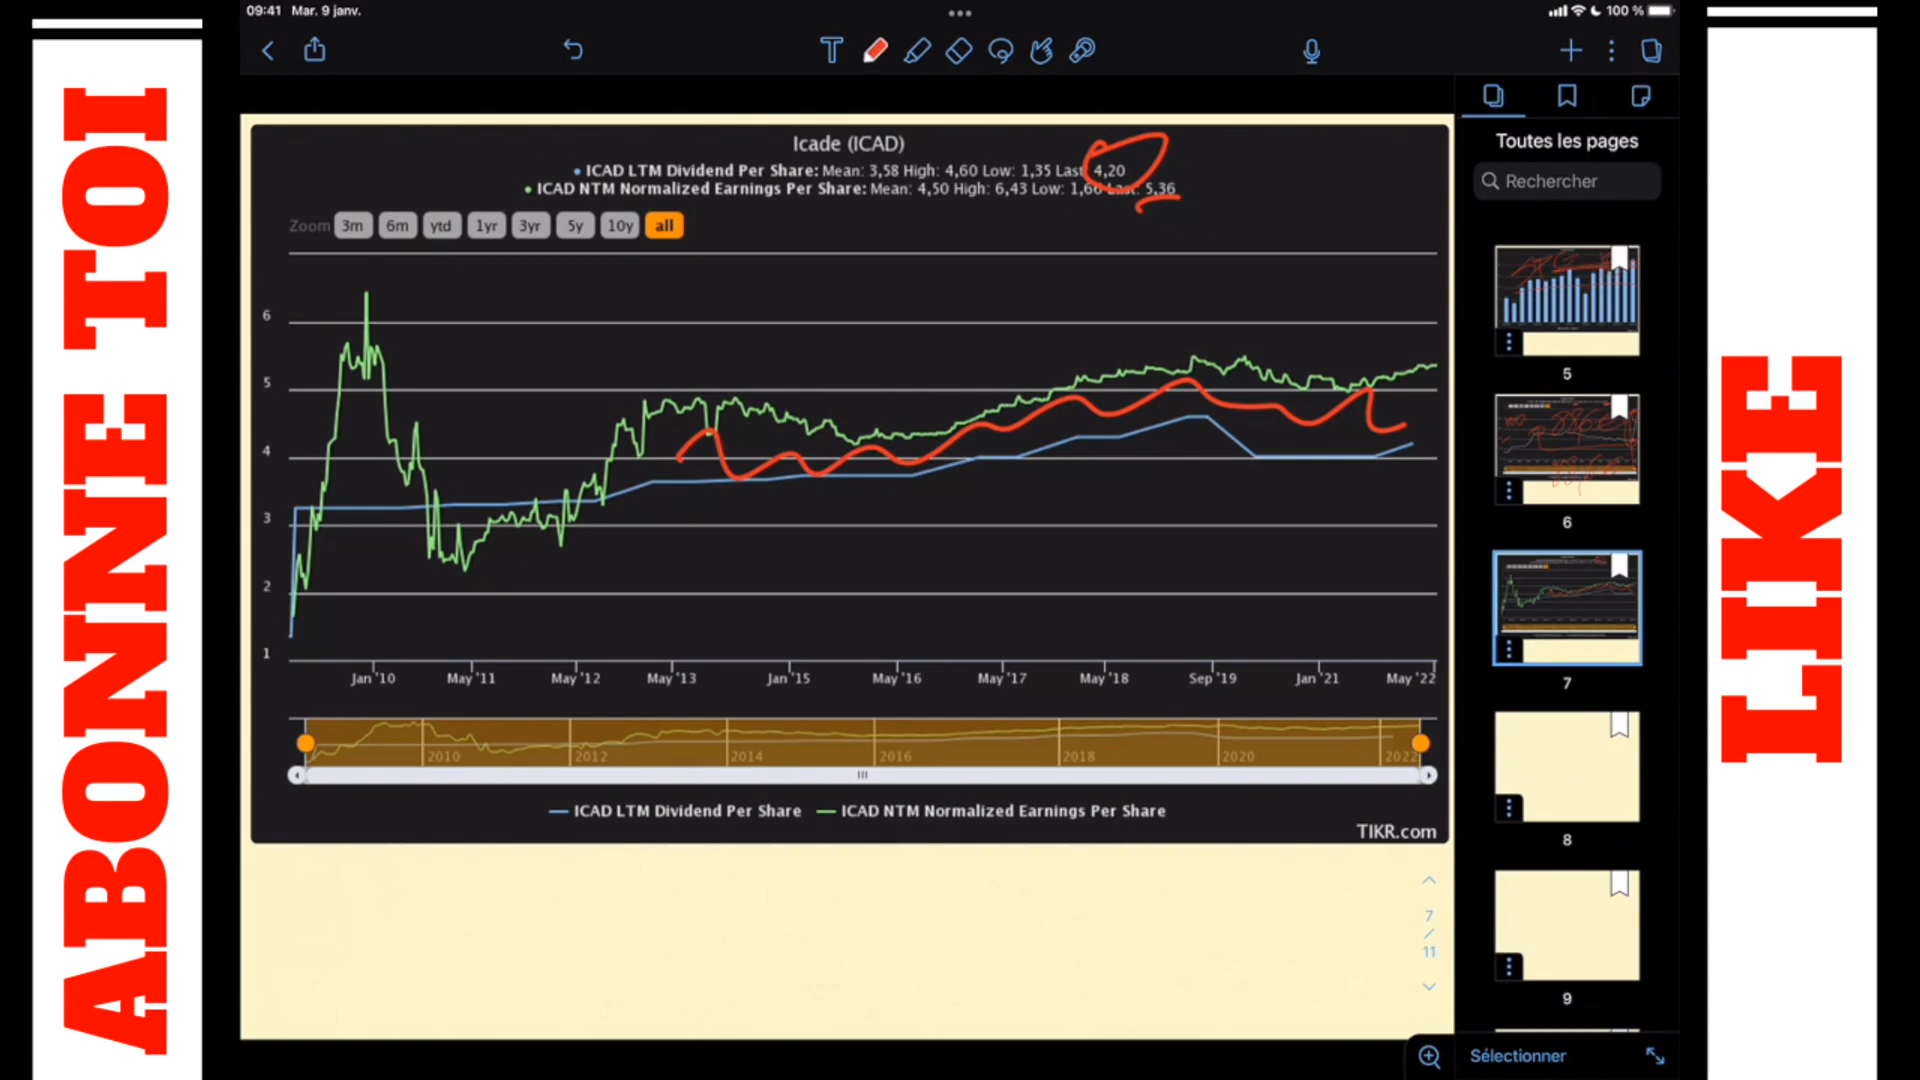 09:41 Mar. 9 janv.
100 %
ABONNE TOI
Icade (ICAD)
ICAD LTM Dividend Per Share: Mean: 3,58 High: 4,60 Low: 1,35 Last: 4,20
ICAD NTM Normalized Earnings Per Share: Mean: 4,50 High: 6,43 Low: 1,66 Last: 5,36
Zoom 3m 6m ytd 1yr 3yr 5y 10y all
6
5
4
3
2
1
Jan '10 May '11 May '12 May '13 Jan '15 May '16 May '17 May '18 Sep '19 Jan '21 May '22
2010 2012 2014 2016 2018 2020 2022
ICAD LTM Dividend Per Share ICAD NTM Normalized Earnings Per Share
TIKR.com
7
/
11
Toutes les pages
Rechercher
5
6
7
8
9
Sélectionner
LIKE